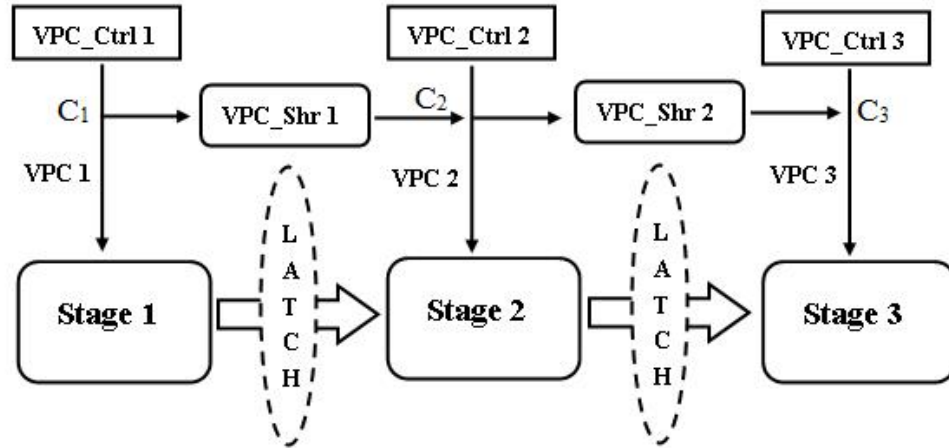 VPC_Ctrl 1
VPC_Ctrl 2
VPC_Ctrl 3
C₁
VPC_Shr 1
C₂
VPC_Shr 2
C₃
VPC 1
VPC 2
VPC 3
L
A
T
C
H
L
A
T
C
H
Stage 1
Stage 2
Stage 3